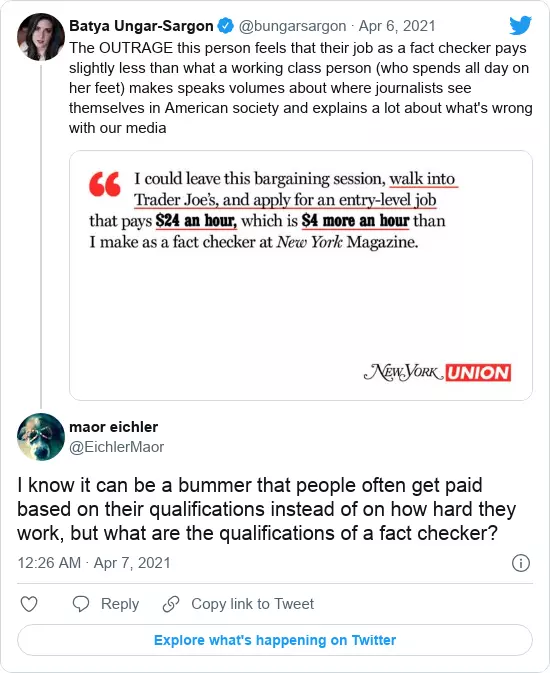 Batya Ungar-Sargon @bungarsargon · Apr 6, 2021
The OUTRAGE this person feels that their job as a fact checker pays
slightly less than what a working class person (who spends all day on
her feet) makes speaks volumes about where journalists see
themselves in American society and explains a lot about what's wrong
with our media
“ I could leave this bargaining session, walk into
Trader Joe's, and apply for an entry-level job
that pays $24 an hour, which is $4 more an hour than
I make as a fact checker at New York Magazine.
NEW YORK UNION
maor eichler
@EichlerMaor
I know it can be a bummer that people often get paid
based on their qualifications instead of on how hard they
work, but what are the qualifications of a fact checker?
12:26 AM · Apr 7, 2021
Reply Copy link to Tweet
Explore what's happening on Twitter